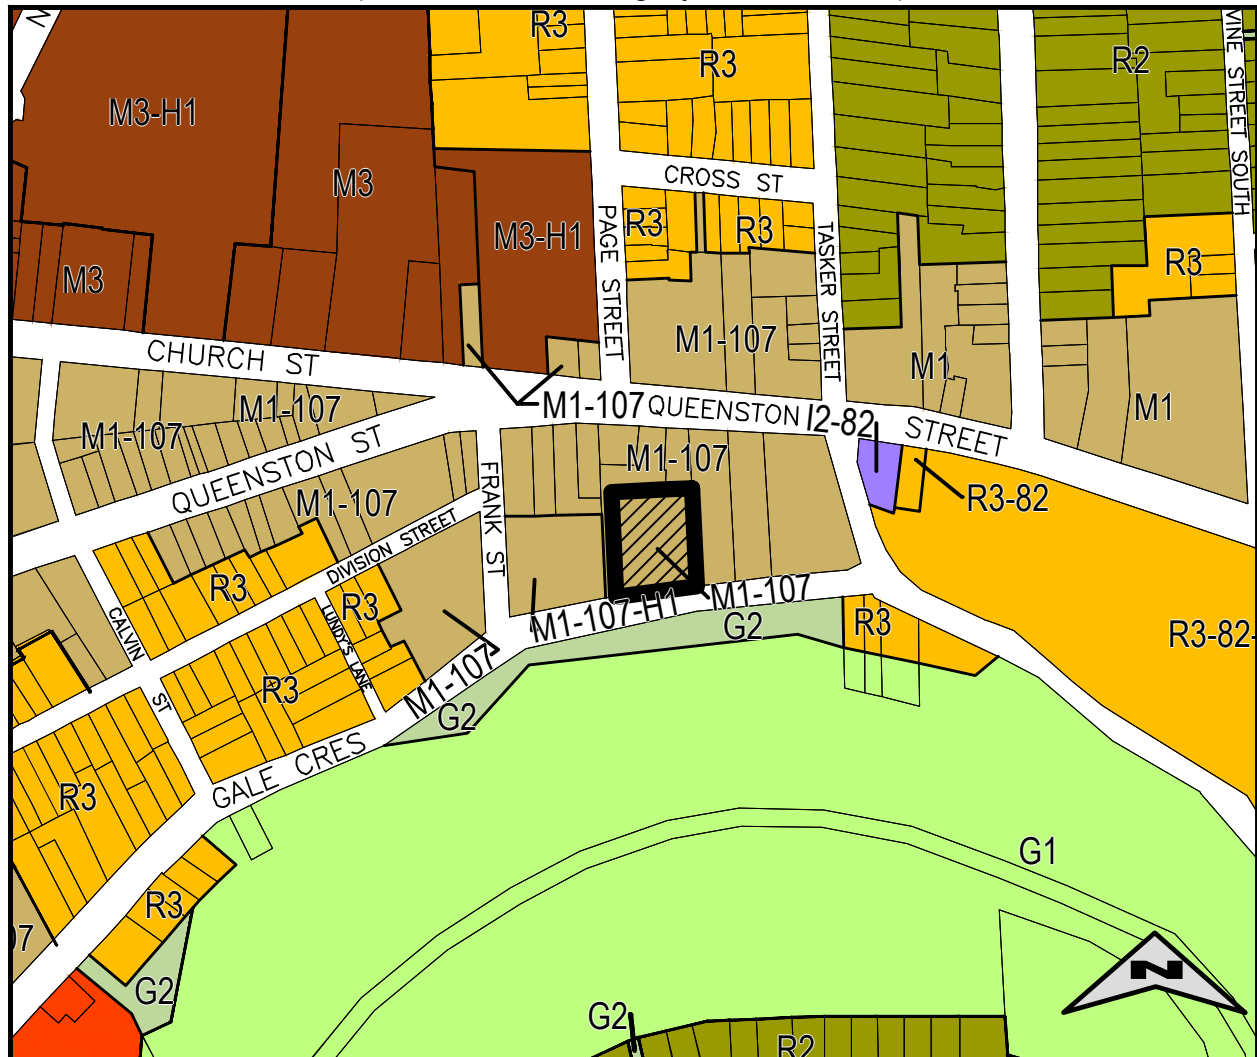 R3
R3
R2
VINE STREET SOUTH
M3-H1
M3
CROSS ST
M3-H1
PAGE STREET
R3
R3
TASKER STREET
R3
M3
M1-107
CHURCH ST
M1
M1-107
M1-107
M1-107
QUEENSTON STREET
I2-82
M1
M1-107
QUEENSTON ST
M1-107
FRANK ST
R3-82
M1-107
DIVISION STREET
R3
R3
CALVIN ST
LUNDY'S LANE
M1-107-H1
M1-107
G2
R3
R3-82
R3
M1-107
G2
GALE CRES
R3
G1
R3
N
G2
G2
R2